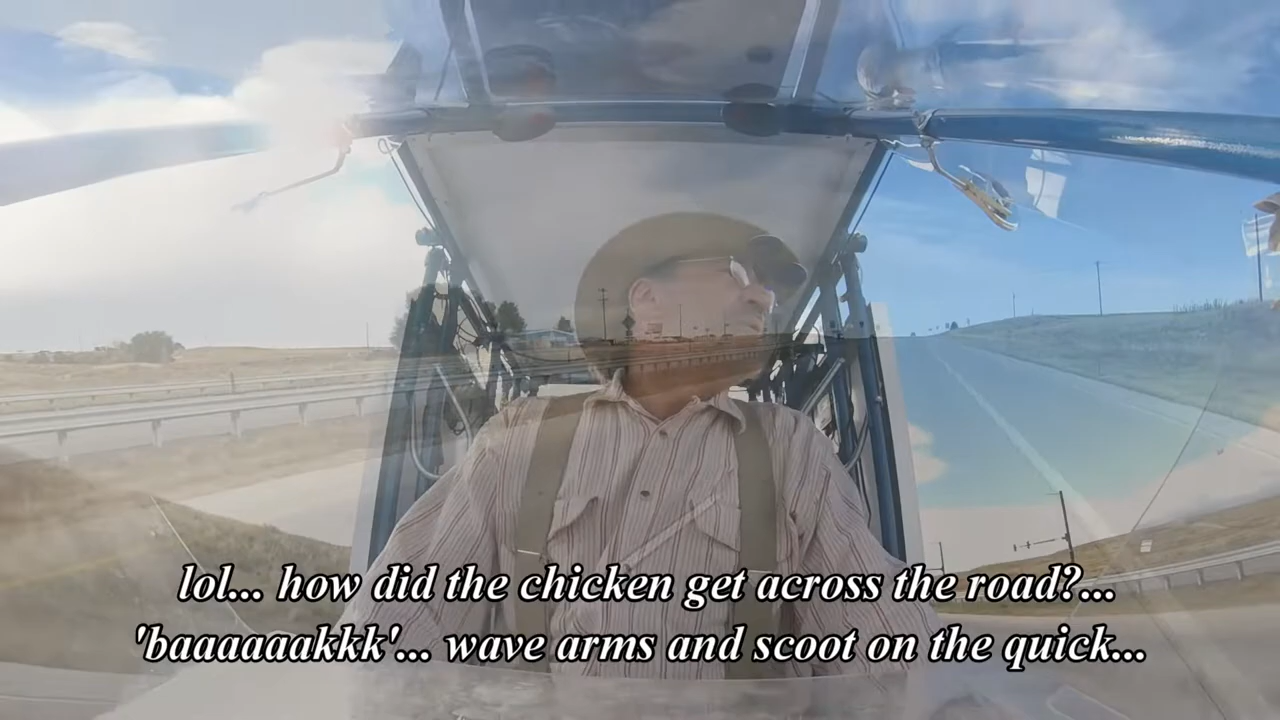 lol... how did the chicken get across the road?...
'baaaaaakkk'... wave arms and scoot on the quick...